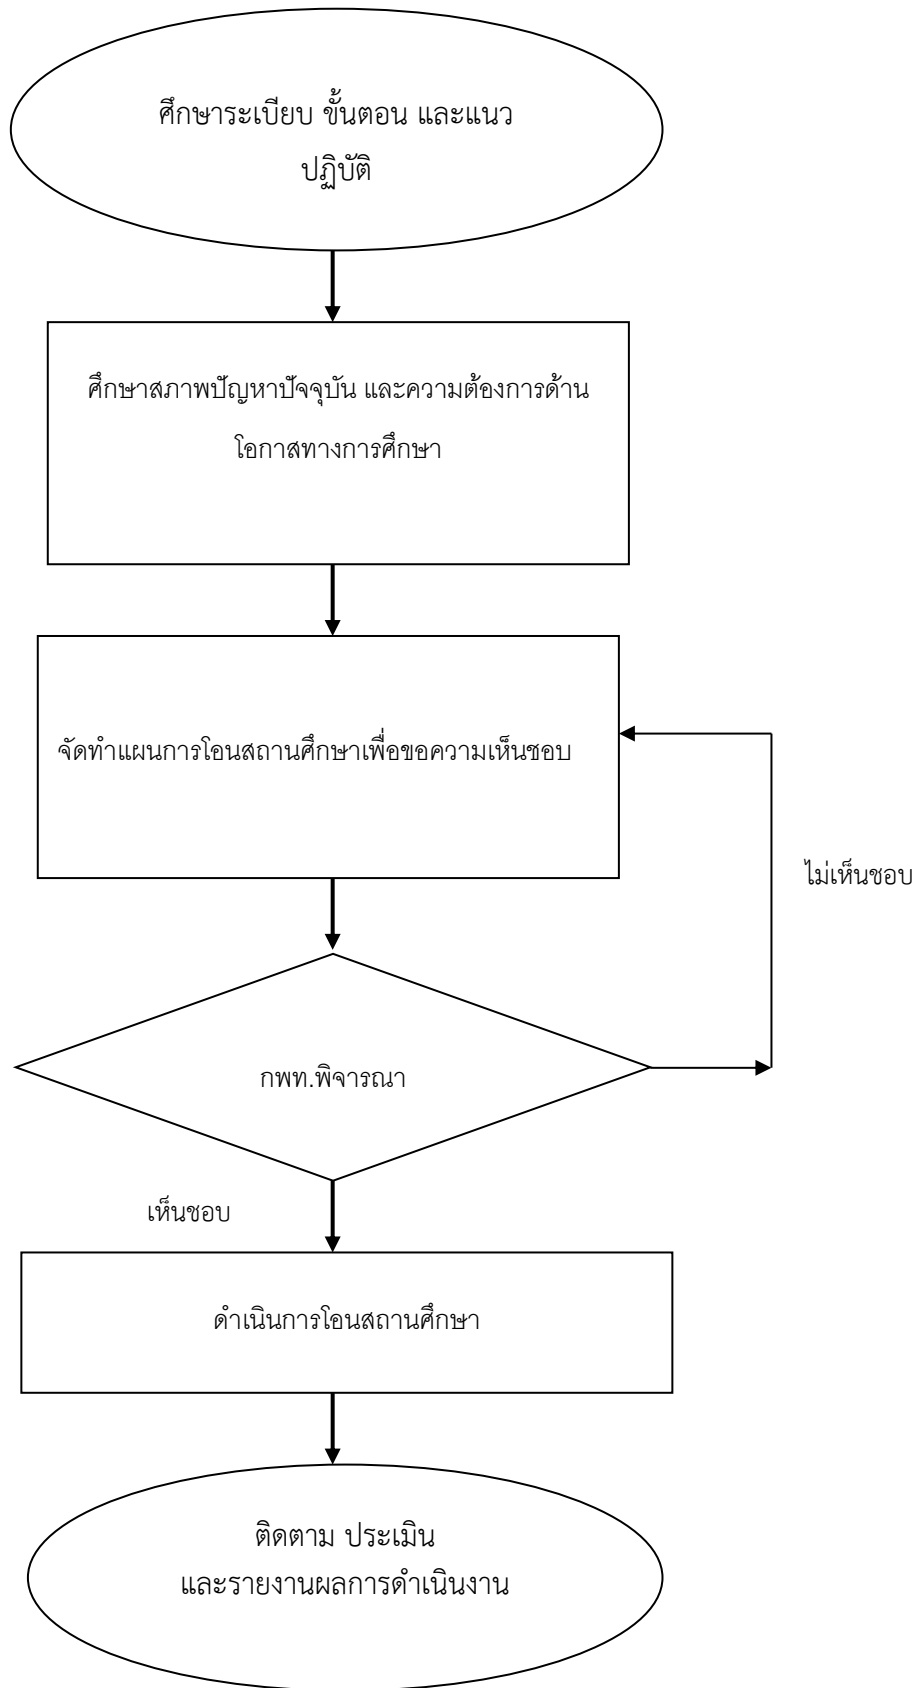 ศึกษาระเบียบ ขั้นตอน และแนว
ปฏิบัติ
ศึกษาสภาพปัญหาปัจจุบัน และความต้องการด้าน
โอกาสทางการศึกษา
จัดทำแผนการโอนสถานศึกษาเพื่อขอความเห็นชอบ
ไม่เห็นชอบ
กพท.พิจารณา
เห็นชอบ
ดำเนินการโอนสถานศึกษา
ติดตาม ประเมิน
และรายงานผลการดำเนินงาน